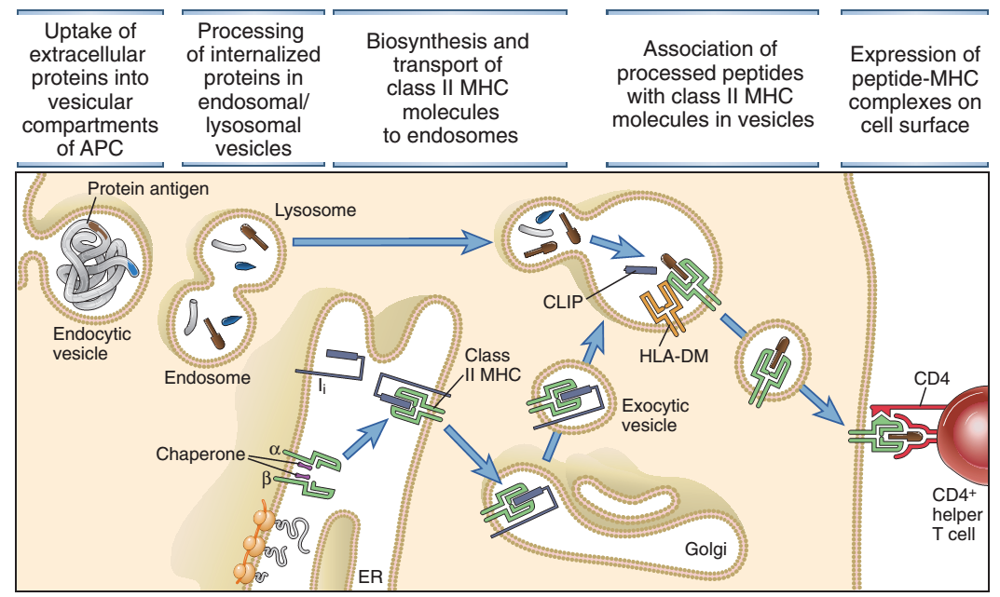 Uptake of
extracellular
proteins into
vesicular
compartments
of APC
Processing
of internalized
proteins in
endosomal/
lysosomal
vesicles
Biosynthesis and
transport of
class II MHC
molecules
to endosomes
Association of
processed peptides
with class II MHC
molecules in vesicles
Expression of
peptide-MHC
complexes on
cell surface
Protein antigen
Lysosome
Endocytic
vesicle
Endosome
CLIP
HLA-DM
Ii
Class
II MHC
Exocytic
vesicle
CD4
Chaperone
α
β
CD4+
helper
T cell
Golgi
ER